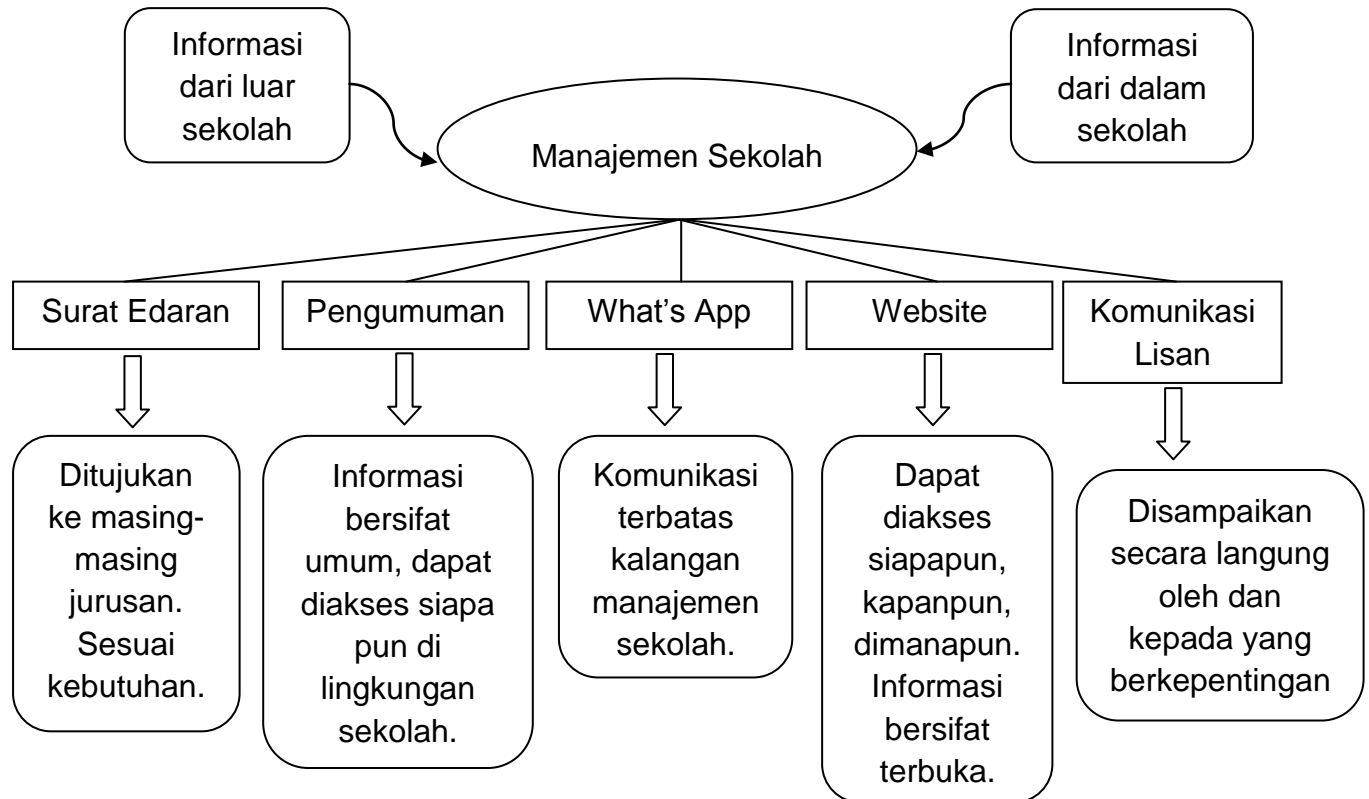 Informasi
dari luar
sekolah
Informasi
dari dalam
sekolah
Manajemen Sekolah
Surat Edaran
Pengumuman
What's App
Website
Komunikasi
Lisan
Ditujukan
ke masing-
masing
jurusan.
Sesuai
kebutuhan.
Informasi
bersifat
umum, dapat
diakses siapa
pun di
lingkungan
sekolah.
Komunikasi
terbatas
kalangan
manajemen
sekolah.
Dapat
diakses
siapapun,
kapanpun,
dimanapun.
Informasi
bersifat
terbuka.
Disampaikan
secara langung
oleh dan
kepada yang
berkepentingan